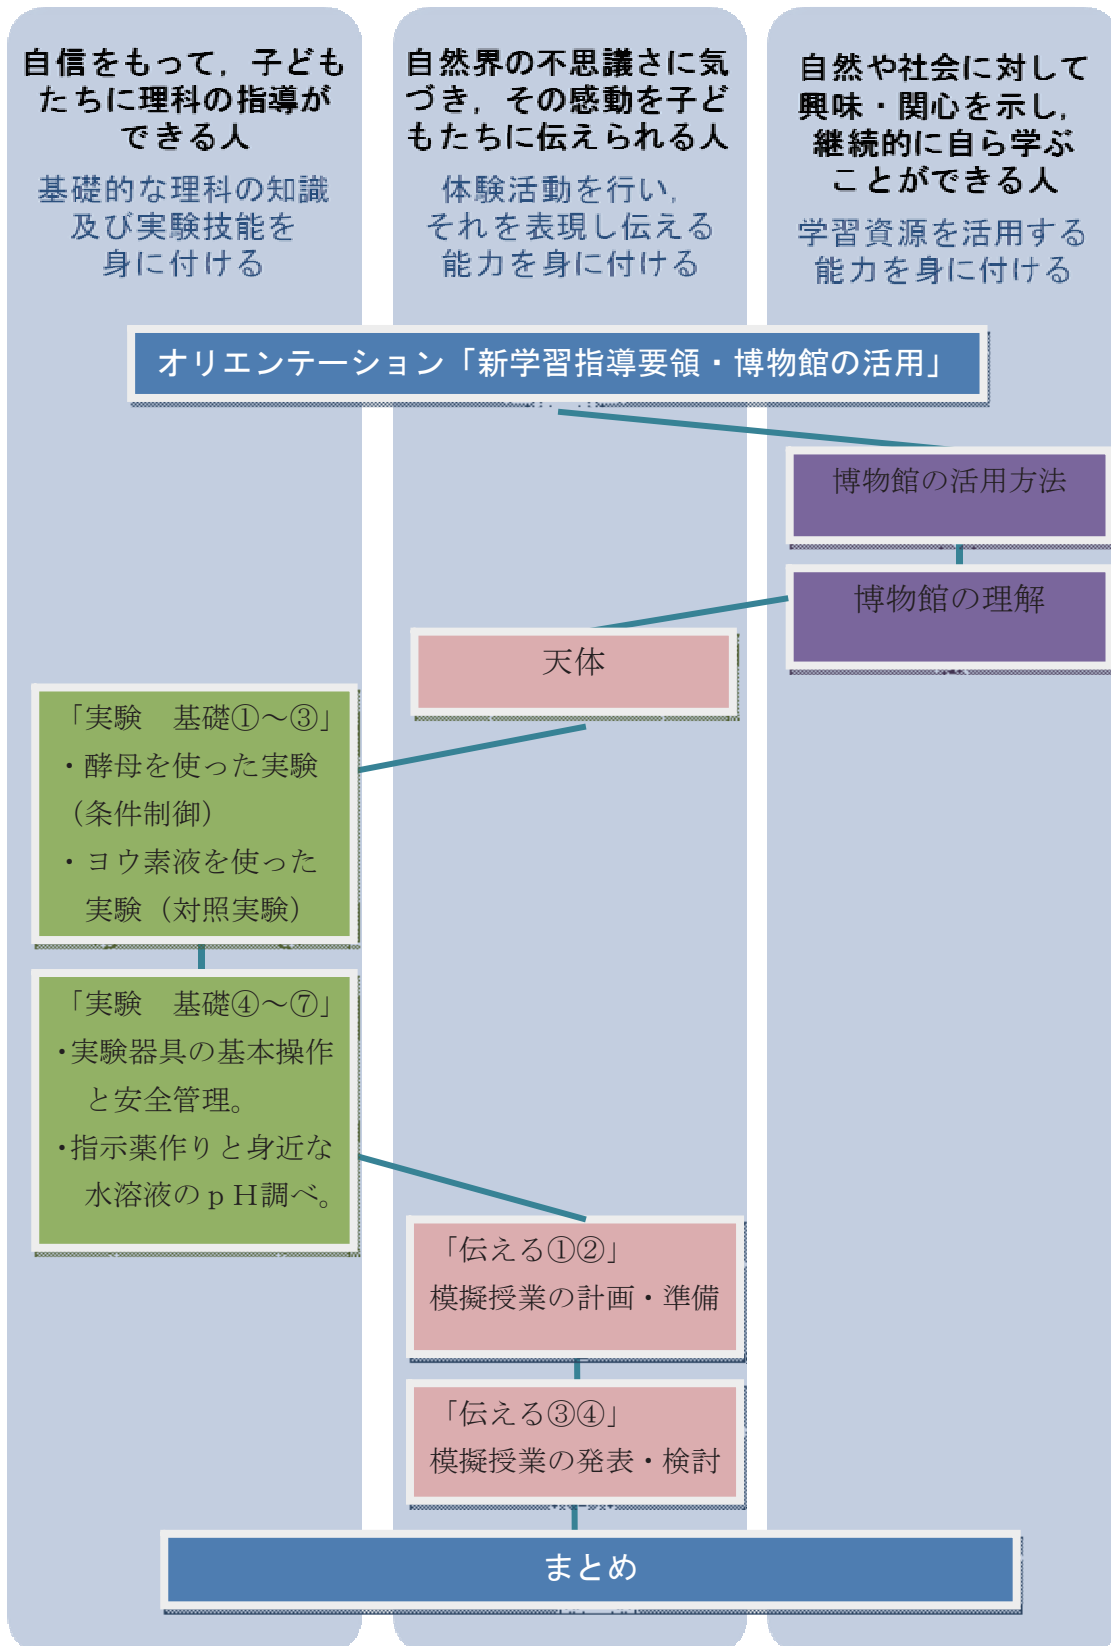 自信をもって，子ども
たちに理科の指導が
できる人
基礎的な理科の知識
及び実験技能を
身に付ける
自然界の不思議さに気
づき，その感動を子ど
もたちに伝えられる人
体験活動を行い，
それを表現し伝える
能力を身に付ける
自然や社会に対して
興味・関心を示し，
継続的に自ら学ぶ
ことができる人
学習資源を活用する
能力を身に付ける
オリエンテーション「新学習指導要領・博物館の活用」
博物館の活用方法
博物館の理解
天体
「実験　基礎①～③」
・酵母を使った実験
（条件制御）
・ヨウ素液を使った
実験（対照実験）
「実験　基礎④～⑦」
・実験器具の基本操作
と安全管理。
・指示薬作りと身近な
水溶液のｐＨ調べ。
「伝える①②」
模擬授業の計画・準備
「伝える③④」
模擬授業の発表・検討
まとめ